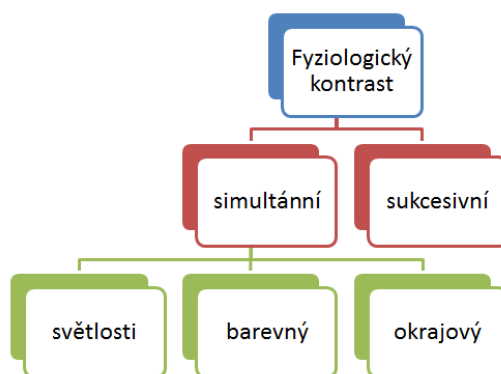 Fyziologický
kontrast
simultánní
sukcesivní
světlosti
barevný
okrajový